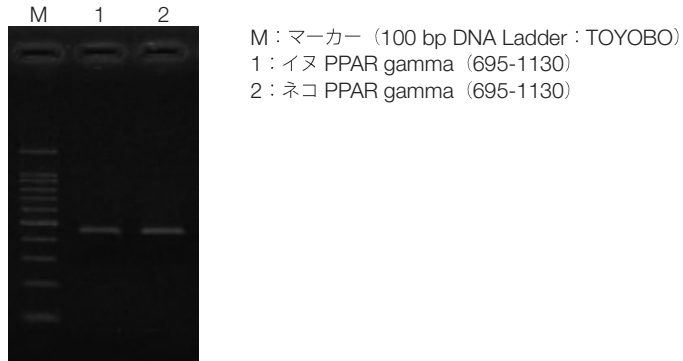 M 1 2
M：マーカー（100 bp DNA Ladder：TOYOBO）
1：イヌ PPAR gamma（695-1130）
2：ネコ PPAR gamma（695-1130）